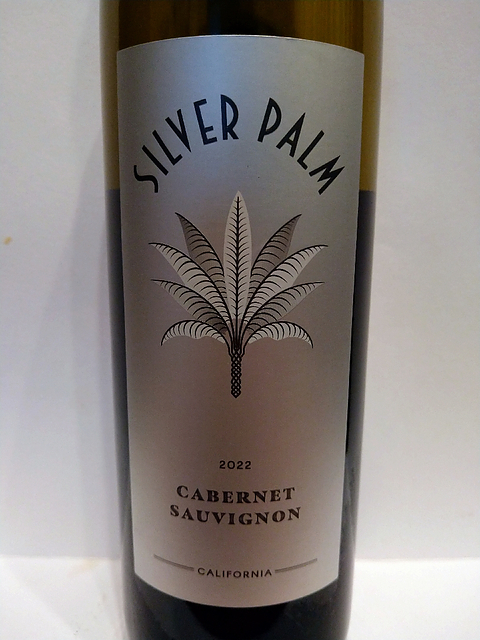 SILVER PALM
2022
CABERNET
SAUVIGNON
CALIFORNIA